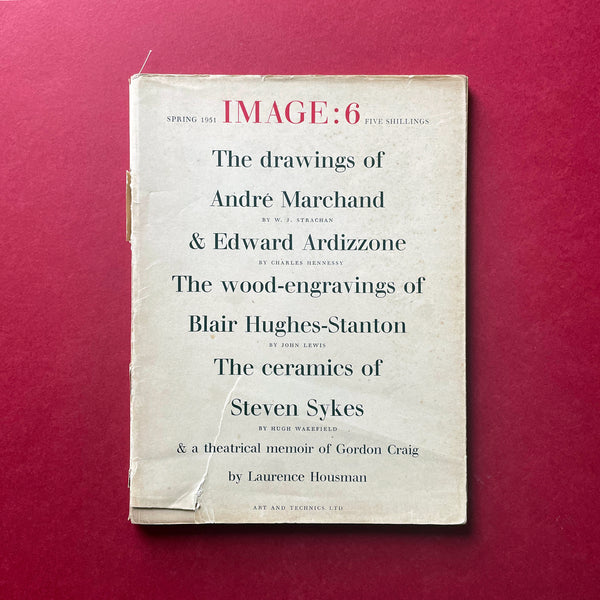 SPRING 1951 IMAGE:6 FIVE SHILLINGS
The drawings of
André Marchand
BY W. J. STRACHAN
& Edward Ardizzone
BY CHARLES HENNESSY
The wood-engravings of
Blair Hughes-Stanton
BY JOHN LEWIS
The ceramics of
Steven Sykes
BY HUGH WAKEFIELD
& a theatrical memoir of Gordon Craig
by Laurence Housman
ART AND TECHNICS LTD